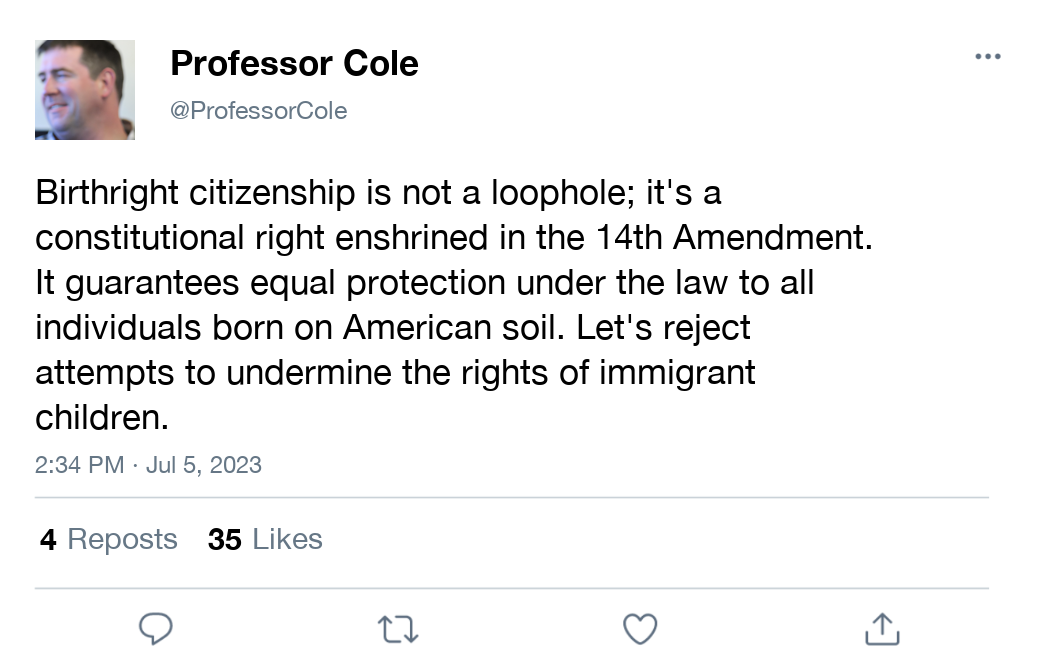 Professor Cole
@ProfessorCole
Birthright citizenship is not a loophole; it's a
constitutional right enshrined in the 14th Amendment.
It guarantees equal protection under the law to all
individuals born on American soil. Let's reject
attempts to undermine the rights of immigrant
children.
2:34 PM · Jul 5, 2023
4 Reposts 35 Likes